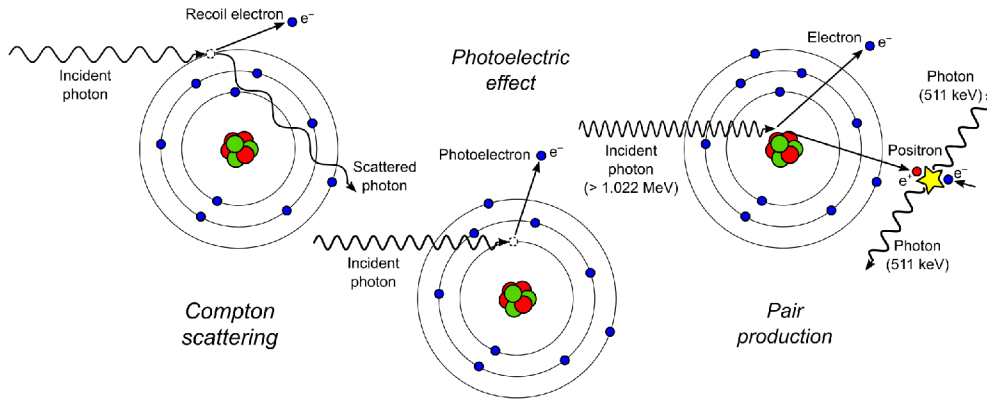 Recoil electron
e⁻
Incident
photon
Scattered
photon
Compton
scattering
Photoelectric
effect
Photoelectron
e⁻
Incident
photon
Electron
e⁻
Incident
photon
(> 1.022 MeV)
Positron
e⁺
e⁻
Photon
(511 keV)
Photon
(511 keV)
Pair
production